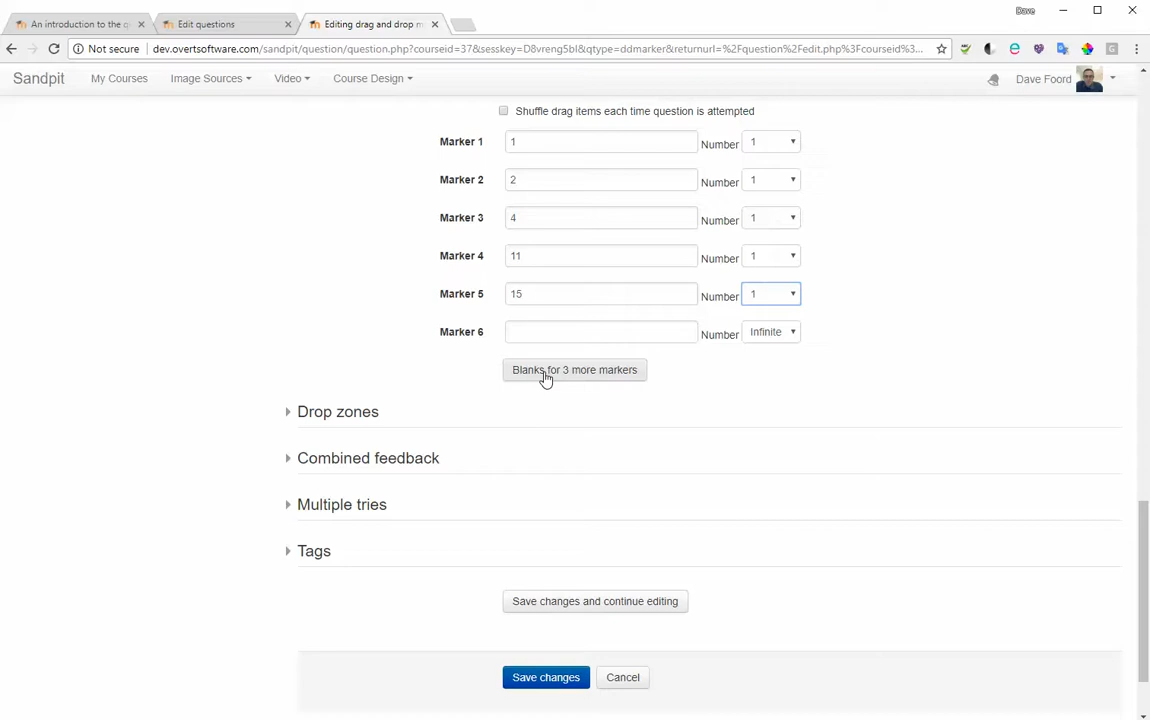 Dave
An introduction to the q
Edit questions
Editing drag and drop m
Not secure
dev.overtsoftware.com/sandpit/question/question.php?courseid=37&sesskey=D8vreng5bl&qtype=ddmarker&returnurl=%2Fquestion%2Fedit.php%3Fcourseid%3...
Sandpit
My Courses
Image Sources
Video
Course Design
Dave Foord
Shuffle drag items each time question is attempted
Marker 1 1 Number 1
Marker 2 2 Number 1
Marker 3 4 Number 1
Marker 4 11 Number 1
Marker 5 15 Number 1
Marker 6 Number Infinite
Blanks for 3 more markers
Drop zones
Combined feedback
Multiple tries
Tags
Save changes and continue editing
Save changes
Cancel